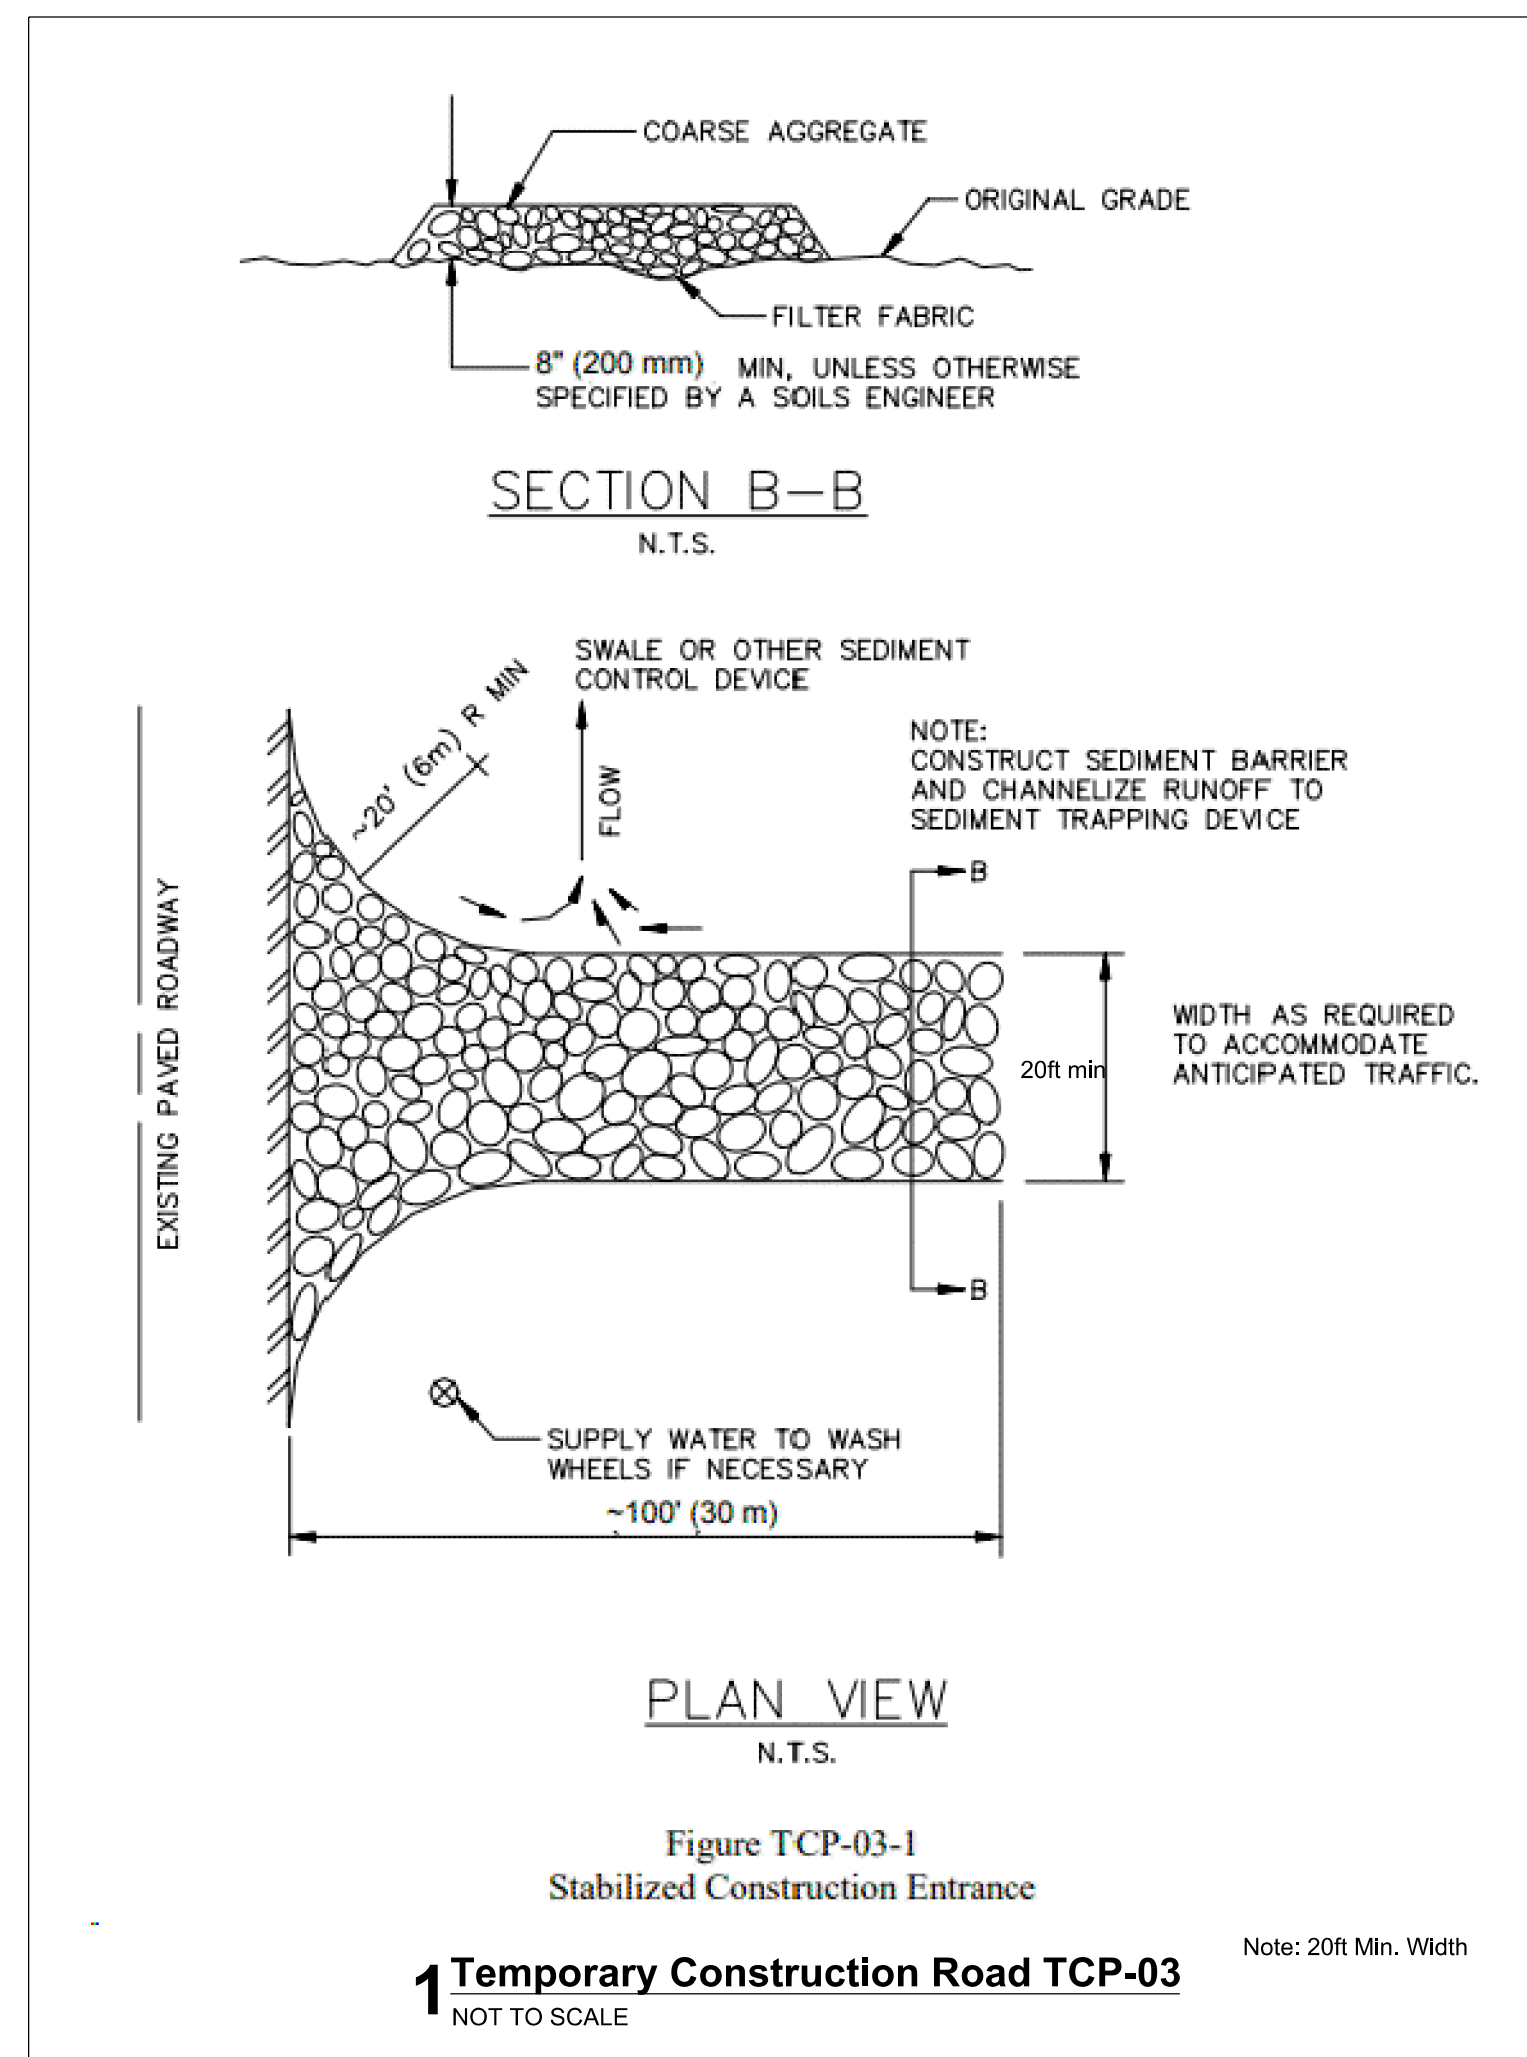 COARSE AGGREGATE
ORIGINAL GRADE
FILTER FABRIC
8" (200 mm) MIN, UNLESS OTHERWISE
SPECIFIED BY A SOILS ENGINEER
SECTION B-B
N.T.S.
SWALE OR OTHER SEDIMENT
CONTROL DEVICE
~20' (6m) R MIN
FLOW
NOTE:
CONSTRUCT SEDIMENT BARRIER
AND CHANNELIZE RUNOFF TO
SEDIMENT TRAPPING DEVICE
B
EXISTING PAVED ROADWAY
20ft min
WIDTH AS REQUIRED
TO ACCOMMODATE
ANTICIPATED TRAFFIC.
B
SUPPLY WATER TO WASH
WHEELS IF NECESSARY
~100' (30 m)
PLAN VIEW
N.T.S.
Figure TCP-03-1
Stabilized Construction Entrance
Note: 20ft Min. Width
1 Temporary Construction Road TCP-03
NOT TO SCALE